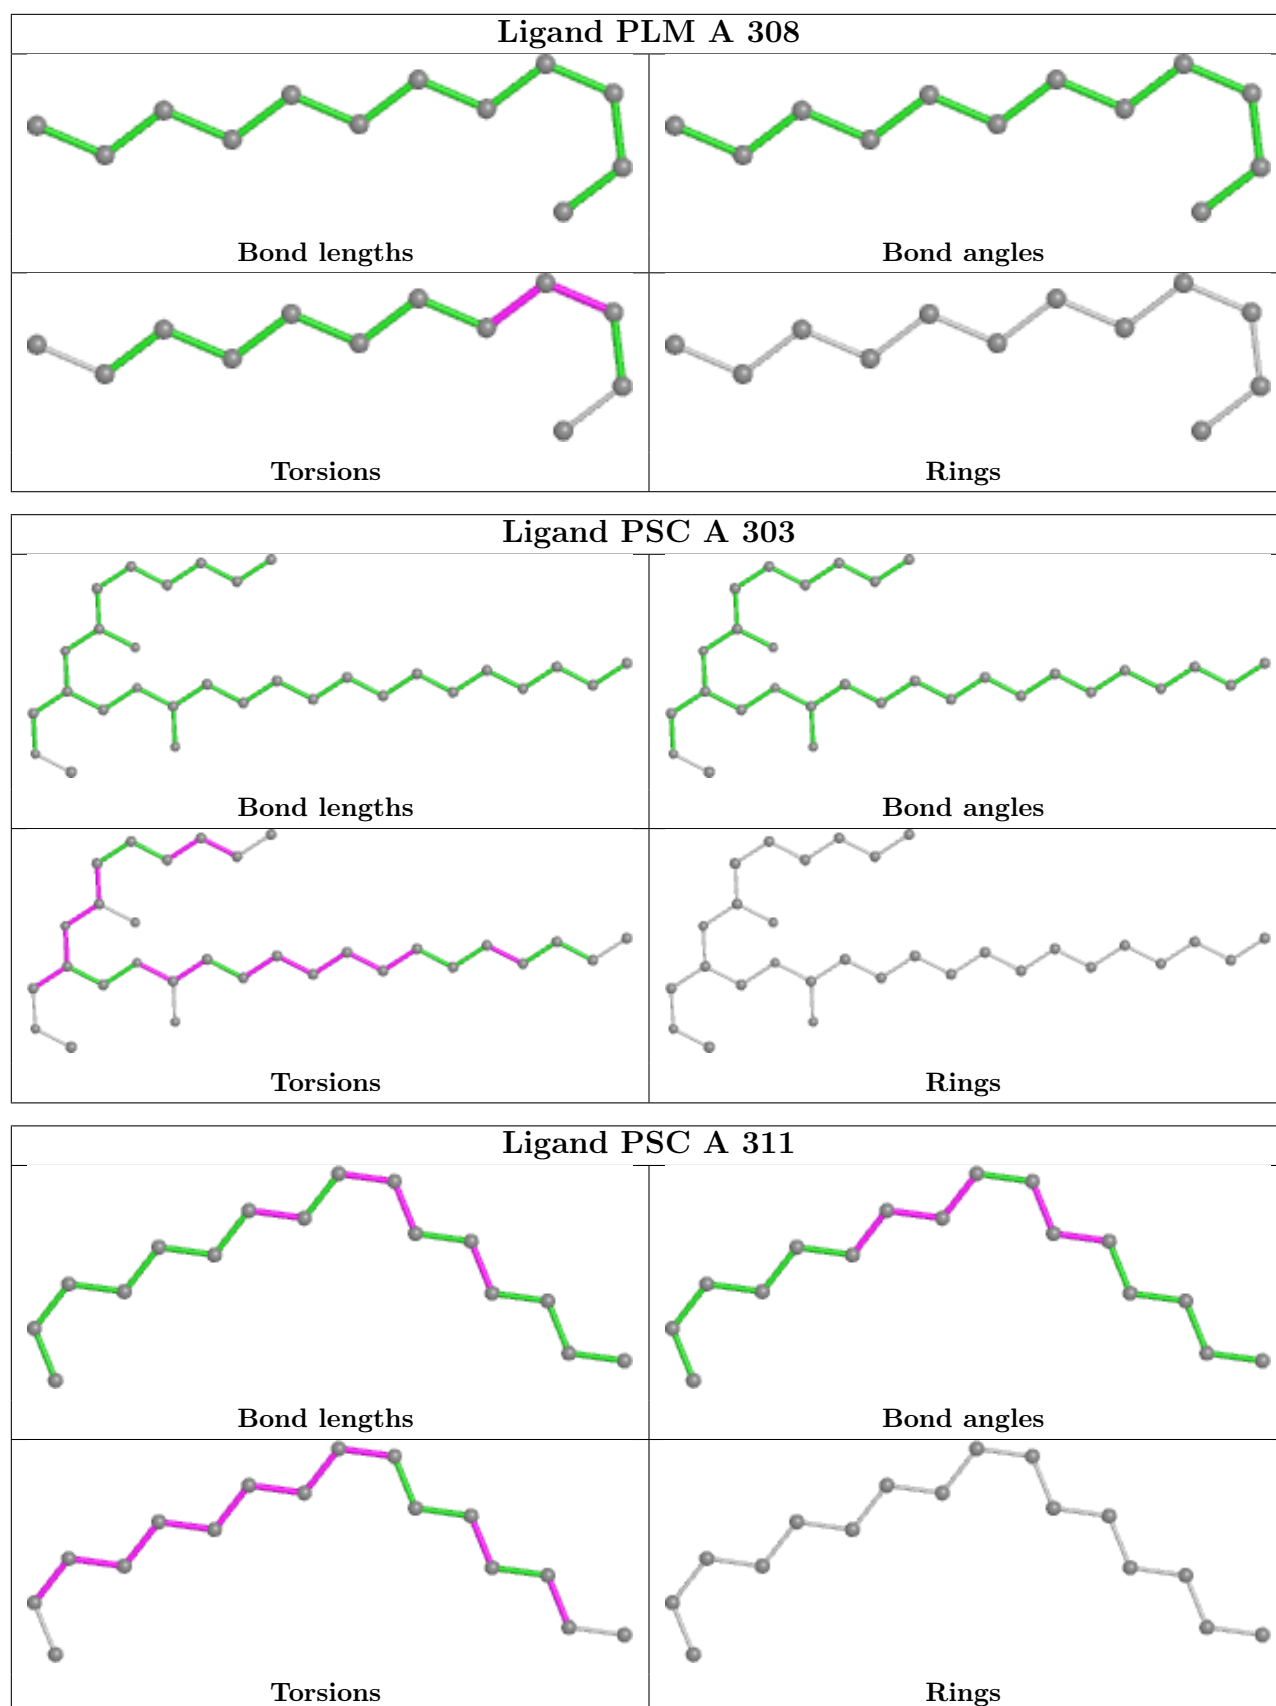 Ligand PLM A 308
Bond lengths
Bond angles
Torsions
Rings
Ligand PSC A 303
Bond lengths
Bond angles
Torsions
Rings
Ligand PSC A 311
Bond lengths
Bond angles
Torsions
Rings